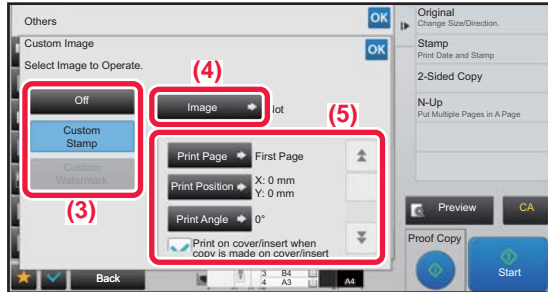 Others
OK
Custom Image
OK
Select Image to Operate.
(3)
Off
Custom
Stamp
Custom
Watermark
(4)
Image
lot
(5)
Print Page
First Page
Print Position
X: 0 mm
Y: 0 mm
Print Angle
0°
Print on cover/insert when
copy is made on cover/insert
Back
3 B4
4 A3
A4
Original
Change Size/Direction.
Stamp
Print Date and Stamp
2-Sided Copy
N-Up
Put Multiple Pages in A Page
Preview
CA
Proof Copy
Start